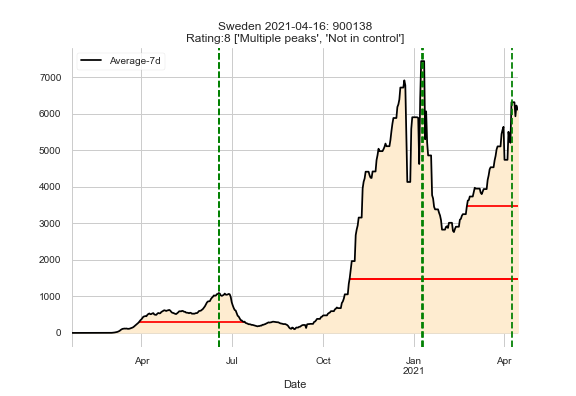 Sweden 2021-04-16: 900138
Rating:8 ['Multiple peaks', 'Not in control']
Average-7d
7000
6000
5000
4000
3000
2000
1000
0
Apr
Jul
Oct
Jan
2021
Apr
Date